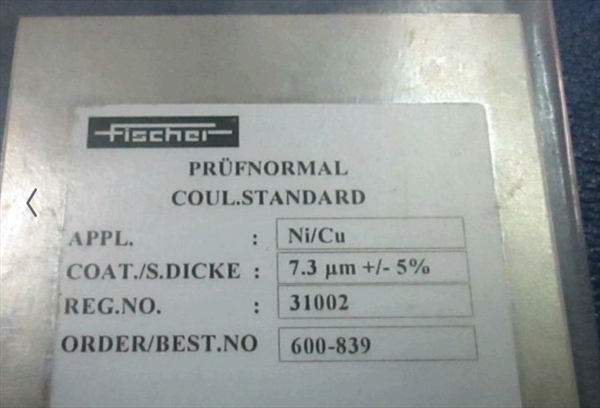 Fischer
PRÜFNORMAL
COUL.STANDARD
APPL. : Ni/Cu
COAT./S.DICKE : 7.3 µm +/- 5%
REG.NO. : 31002
ORDER/BEST.NO 600-839